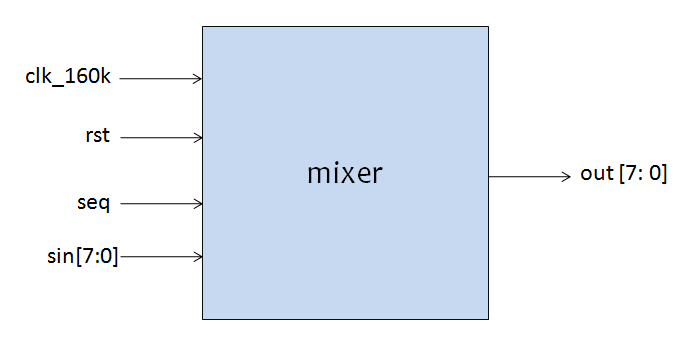 clk_160k
rst
mixer
out [7: 0]
seq
sin[7:0]